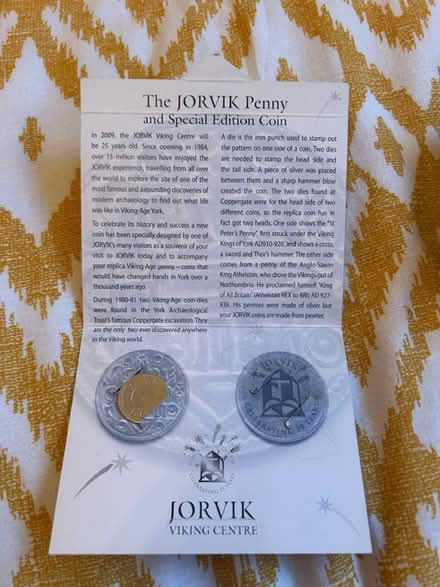 The JORVIK Penny
and Special Edition Coin
In 2009, the JORVIK Viking Centre will
be 25 years old. Since opening in 1984,
over 15 million visitors have enjoyed the
JORVIK experience, travelling from all over
the world to explore the site of one of the
most famous and astounding discoveries of
modern archaeology to find out what life
was like in Viking-Age York.
To celebrate its history and success a new
coin has been specially designed by one of
JORVIK's many visitors as a souvenir of your
visit to today and to accompany your
replica Viking-Age penny – coins that
would have changed hands in York over a
thousand years ago.
During 1980-81 two Viking-Age coin-dies
were found in the York Archaeological
Trust's famous Coppergate excavation. They
are the only two ever discovered anywhere
in the Viking world.
A die is the iron punch used to stamp out
the pattern on one side of a coin. Two dies
are needed to stamp the head side and
the tail side. A piece of silver was placed
between them and a sharp hammer blow
created the coin. The two dies found at
Coppergate were for the head side of two
different coins, so the replica coin has in
fact got two heads. One side shows the "St
Peter's Penny", first struck under the Viking
Kings of York AD910-920, and shows a cross,
a sword and Thor's hammer. The other side
comes from a penny of the Anglo-Saxon
King Athelstan, who drove the Vikings out of
Northumbria. He proclaimed himself "King
of All Britain" (Athelstan REX to BRI) AD 927-
938. His pennies were made of silver but
your JORVIK coins are made from pewter.
JORVIK
CELEBRATING 25 YEARS
CELEBRATING 25 YEARS
JORVIK
VIKING CENTRE